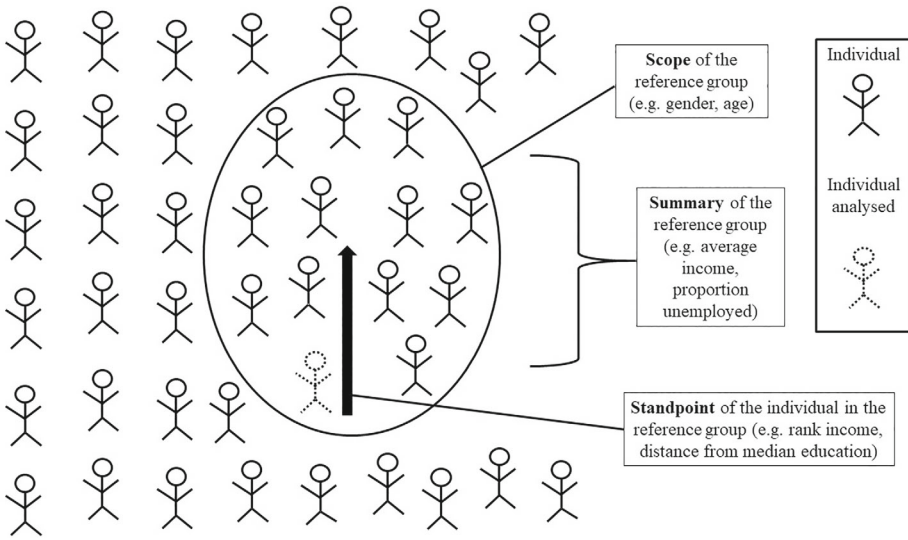 Scope of the
reference group
(e.g. gender, age)
Summary of the
reference group
(e.g. average
income,
proportion
unemployed)
Standpoint of the individual in the
reference group (e.g. rank income,
distance from median education)
Individual
Individual
analysed